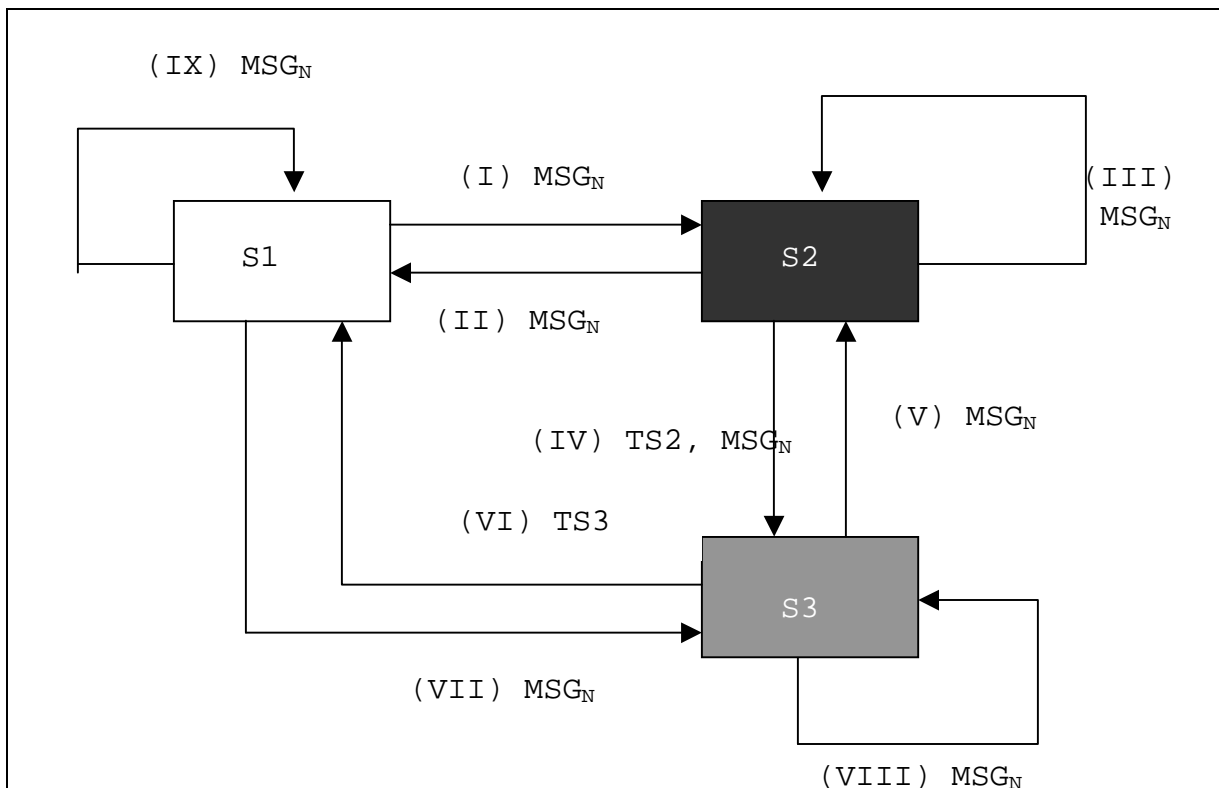 (IX) MSG_N
(I) MSG_N
(III)
MSG_N
S1
S2
(II) MSG_N
(V) MSG_N
(IV) TS2, MSG_N
(VI) TS3
S3
(VII) MSG_N
(VIII) MSG_N